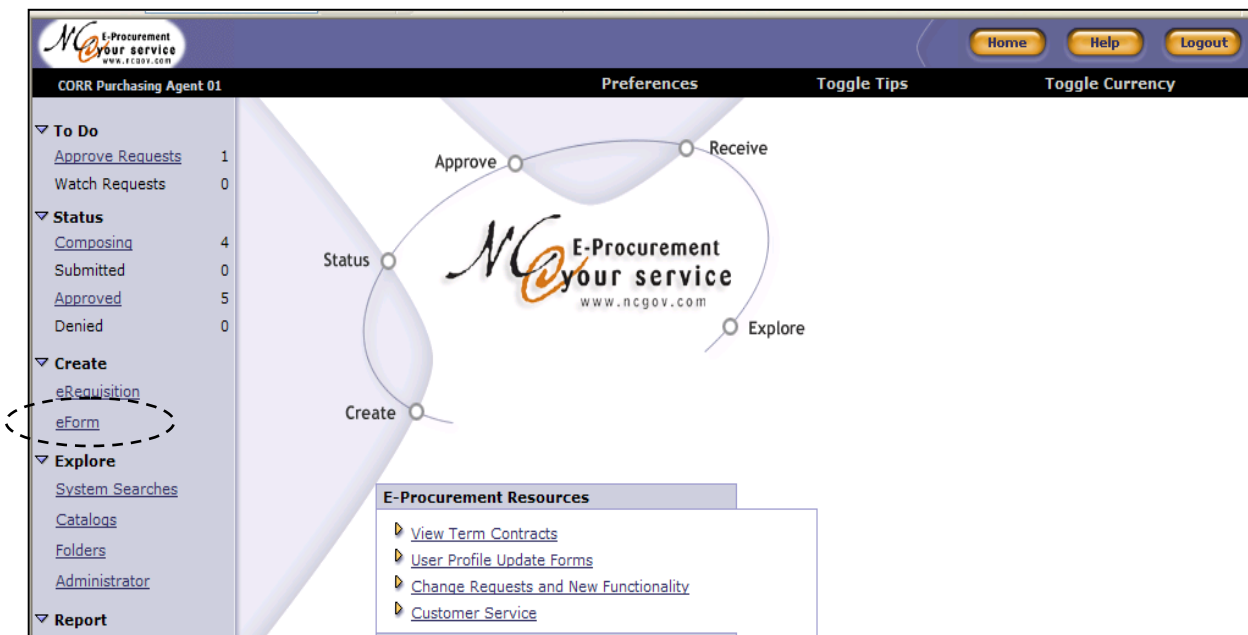 NC@ E-Procurement
your service
www.ncgov.com
Home Help Logout
CORR Purchasing Agent 01 Preferences Toggle Tips Toggle Currency
To Do
Approve Requests 1
Watch Requests 0
Status
Composing 4
Submitted 0
Approved 5
Denied 0
Create
eRequisition
eForm
Explore
System Searches
Catalogs
Folders
Administrator
Report
Approve
Receive
Status
NC@ E-Procurement
your service
www.ncgov.com
Explore
Create
E-Procurement Resources
View Term Contracts
User Profile Update Forms
Change Requests and New Functionality
Customer Service